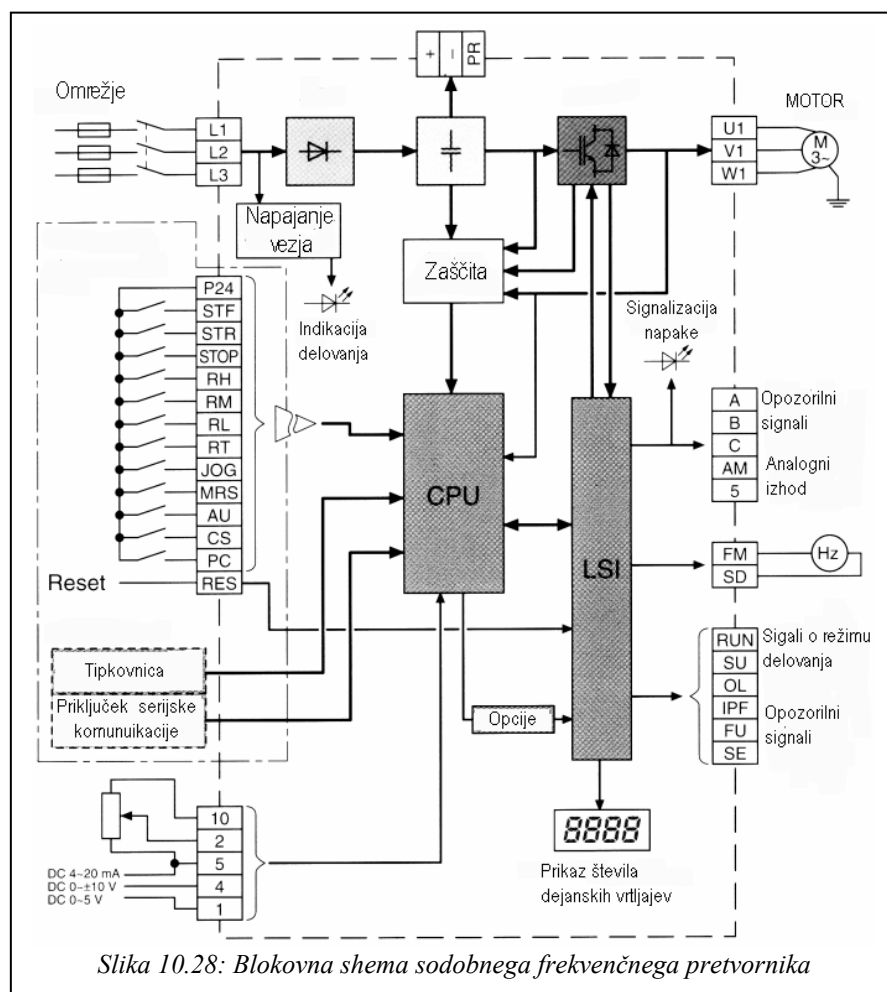 Omrežje
+
−
PR
MOTOR
L1
L2
L3
U1
V1
W1
M
3~
Napajanje
vezja
Zaščita
Indikacija
delovanja
Signalizacija
napake
P24
STF
STR
STOP
RH
RM
RL
RT
JOG
MRS
AU
CS
PC
RES
Reset
CPU
LSI
A
B
C
AM
5
Opozorilni
signali
Analogni
izhod
FM
SD
Hz
RUN
SU
OL
IPF
FU
SE
Sigali o režimu
delovanja
Opozorilni
signali
Tipkovnica
Priključek serijske
komunuikacije
Opcije
10
2
5
4
1
DC 4~20 mA
DC 0~±10 V
DC 0~5 V
8888
Prikaz števila
dejanskih vrtljajev
Slika 10.28: Blokovna shema sodobnega frekvenčnega pretvornika